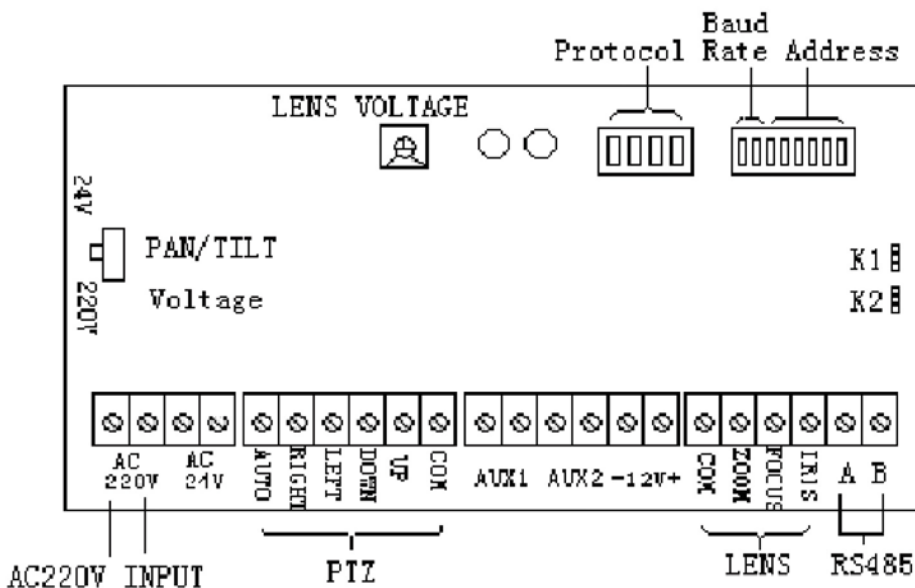 Baud
Protocol Rate Address
LENS VOLTAGE
24V
PAN/TILT
Voltage
220V
K1
K2
AC
220V
AC
24V
AUTO
RIGHT
LEFT
DOWN
UP
COM
AUX1 AUX2 -12V+
COM
ZOOM
FOCUS
IRIS
A B
AC220V INPUT
PTZ
LENS
RS485